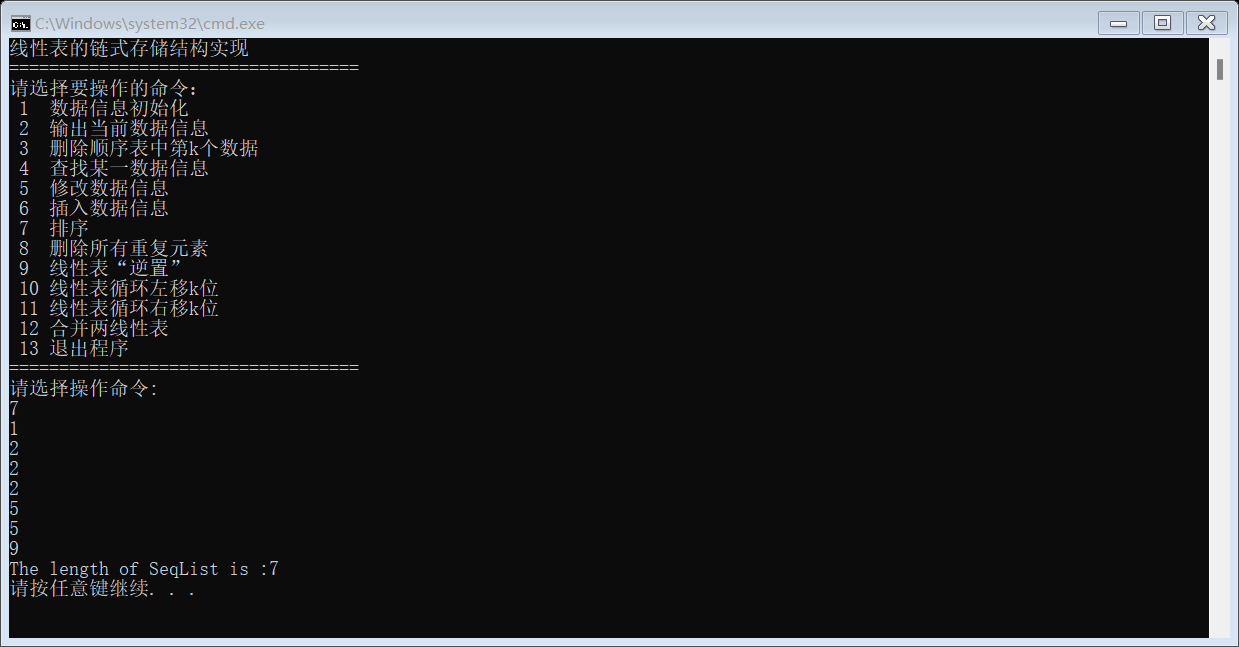 C:\Windows\system32\cmd.exe
线性表的链式存储结构实现
===================================
请选择要操作的命令:
1 数据信息初始化
2 输出当前数据信息
3 删除顺序表中第k个数据
4 查找某一数据信息
5 修改数据信息
6 插入数据信息
7 排序
8 删除所有重复元素
9 线性表“逆置”
10 线性表循环左移k位
11 线性表循环右移k位
12 合并两线性表
13 退出程序
===================================
请选择操作命令:
7
1
2
2
2
5
5
9
The length of SeqList is :7
请按任意键继续. . .